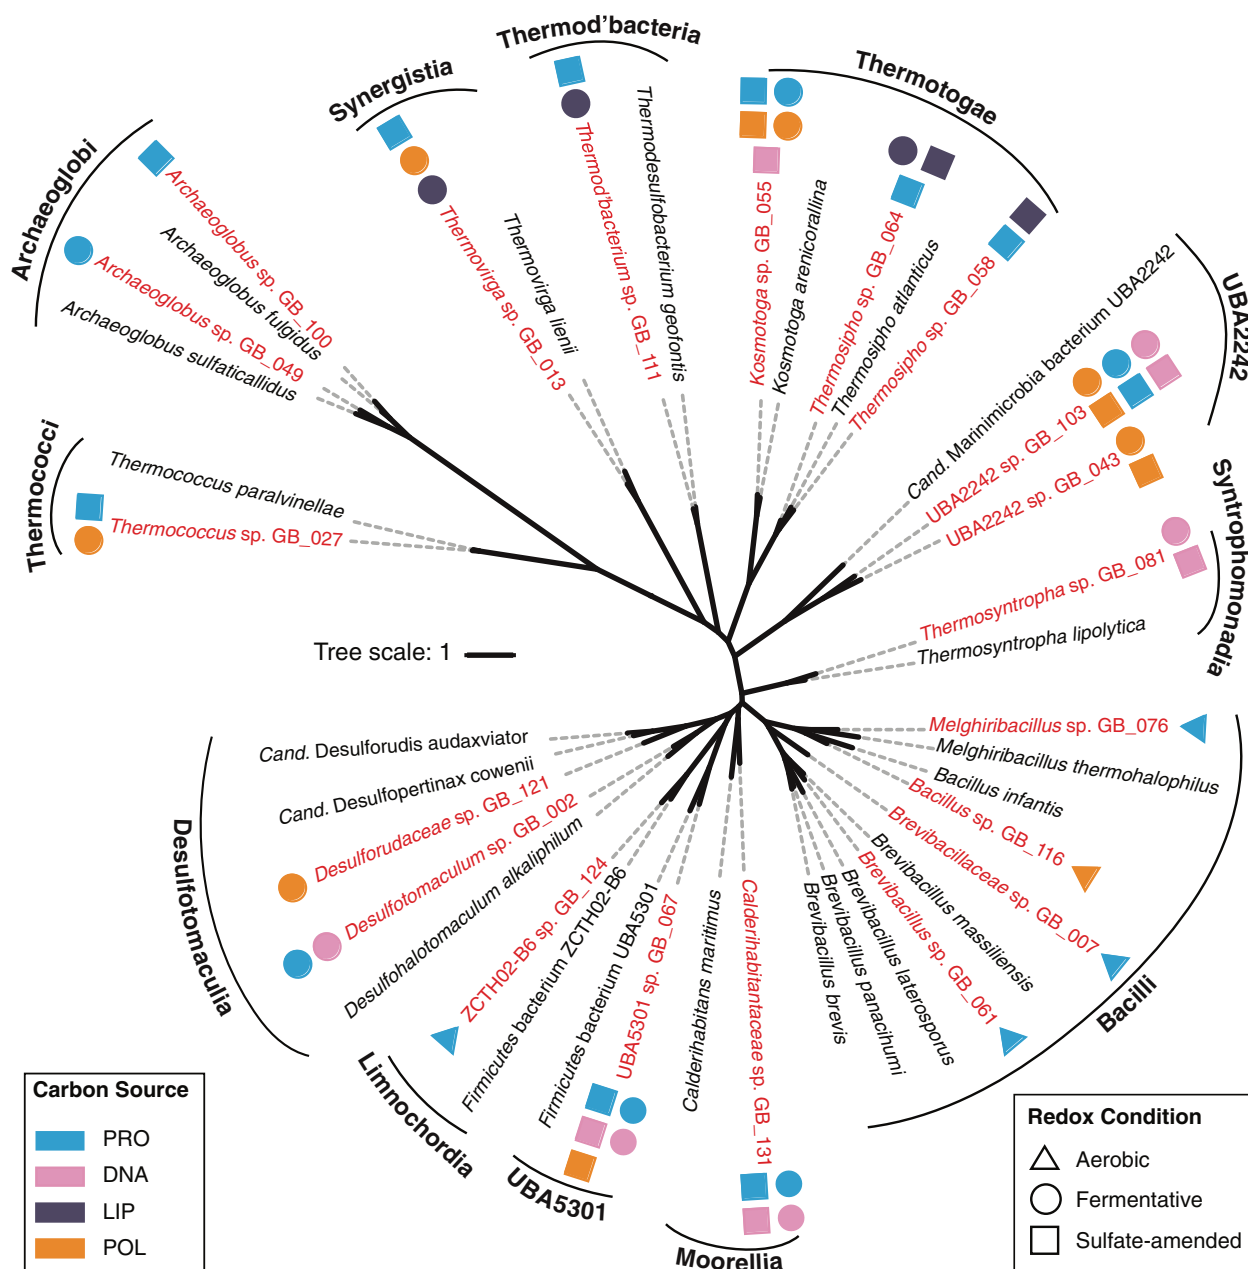 Thermod'bacteria
Synergistia
Thermotogae
Archaeoglobi
UBA2242
Thermococci
Syntrophomonadia
Archaeoglobus sp. GB_100
Archaeoglobus fulgidus
Archaeoglobus sp. GB_049
Archaeoglobus sulfaticallidus
Thermovirga sp. GB_013
Thermovirga lienii
Thermod'bacterium sp. GB_111
Thermodesulfobacterium geofontis
Kosmotoga sp. GB_055
Kosmotoga arenicorallina
Thermosipho sp. GB_064
Thermosipho atlanticus
Thermosipho sp. GB_058
Cand. Marinimicrobia bacterium UBA2242
UBA2242 sp. GB_103
UBA2242 sp. GB_043
Thermosyntropha sp. GB_081
Thermosyntropha lipolytica
Thermococcus paralvinellae
Thermococcus sp. GB_027
Tree scale: 1
Melghiribacillus sp. GB_076
Melghiribacillus thermohalophilus
Bacillus infantis
Bacillus sp. GB_116
Brevibacillaceae sp. GB_007
Brevibacillus massiliensis
Brevibacillus sp. GB_061
Brevibacillus laterosporus
Brevibacillus panacihumi
Brevibacillus brevis
Bacilli
Cand. Desulforudis audaxviator
Cand. Desulfopertinax cowenii
Desulforudaceae sp. GB_121
Desulfotomaculum sp. GB_002
Desulfohalotomaculum alkaliphilum
Desulfotomaculia
ZCTH02-B6 sp. GB_124
Firmicutes bacterium ZCTH02-B6
Limnochordia
Firmicutes bacterium UBA5301
UBA5301 sp. GB_067
UBA5301
Calderihabitans maritimus
Calderihabitantaceae sp. GB_131
Moorellia
Carbon Source
PRO
DNA
LIP
POL
Redox Condition
Aerobic
Fermentative
Sulfate-amended